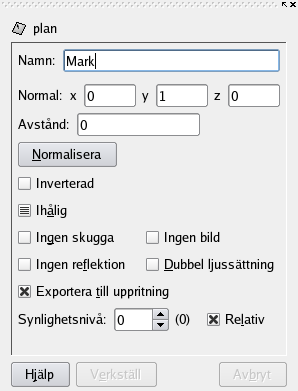 plan
Namn: Mark
Normal: x 0 y 1 z 0
Avstånd: 0
Normalisera
Inverterad
Ihålig
Ingen skugga Ingen bild
Ingen reflektion Dubbel ljussättning
Exportera till uppritning
Synlighetsnivå: 0 (0) Relativ
Hjälp Verkställ Avbryt